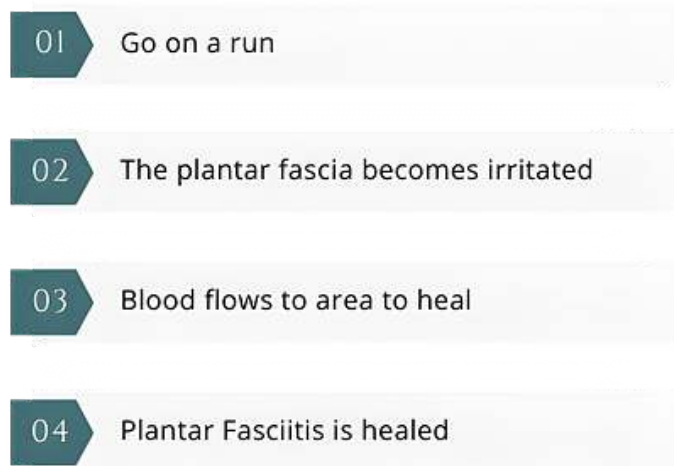 01 Go on a run
02 The plantar fascia becomes irritated
03 Blood flows to area to heal
04 Plantar Fasciitis is healed